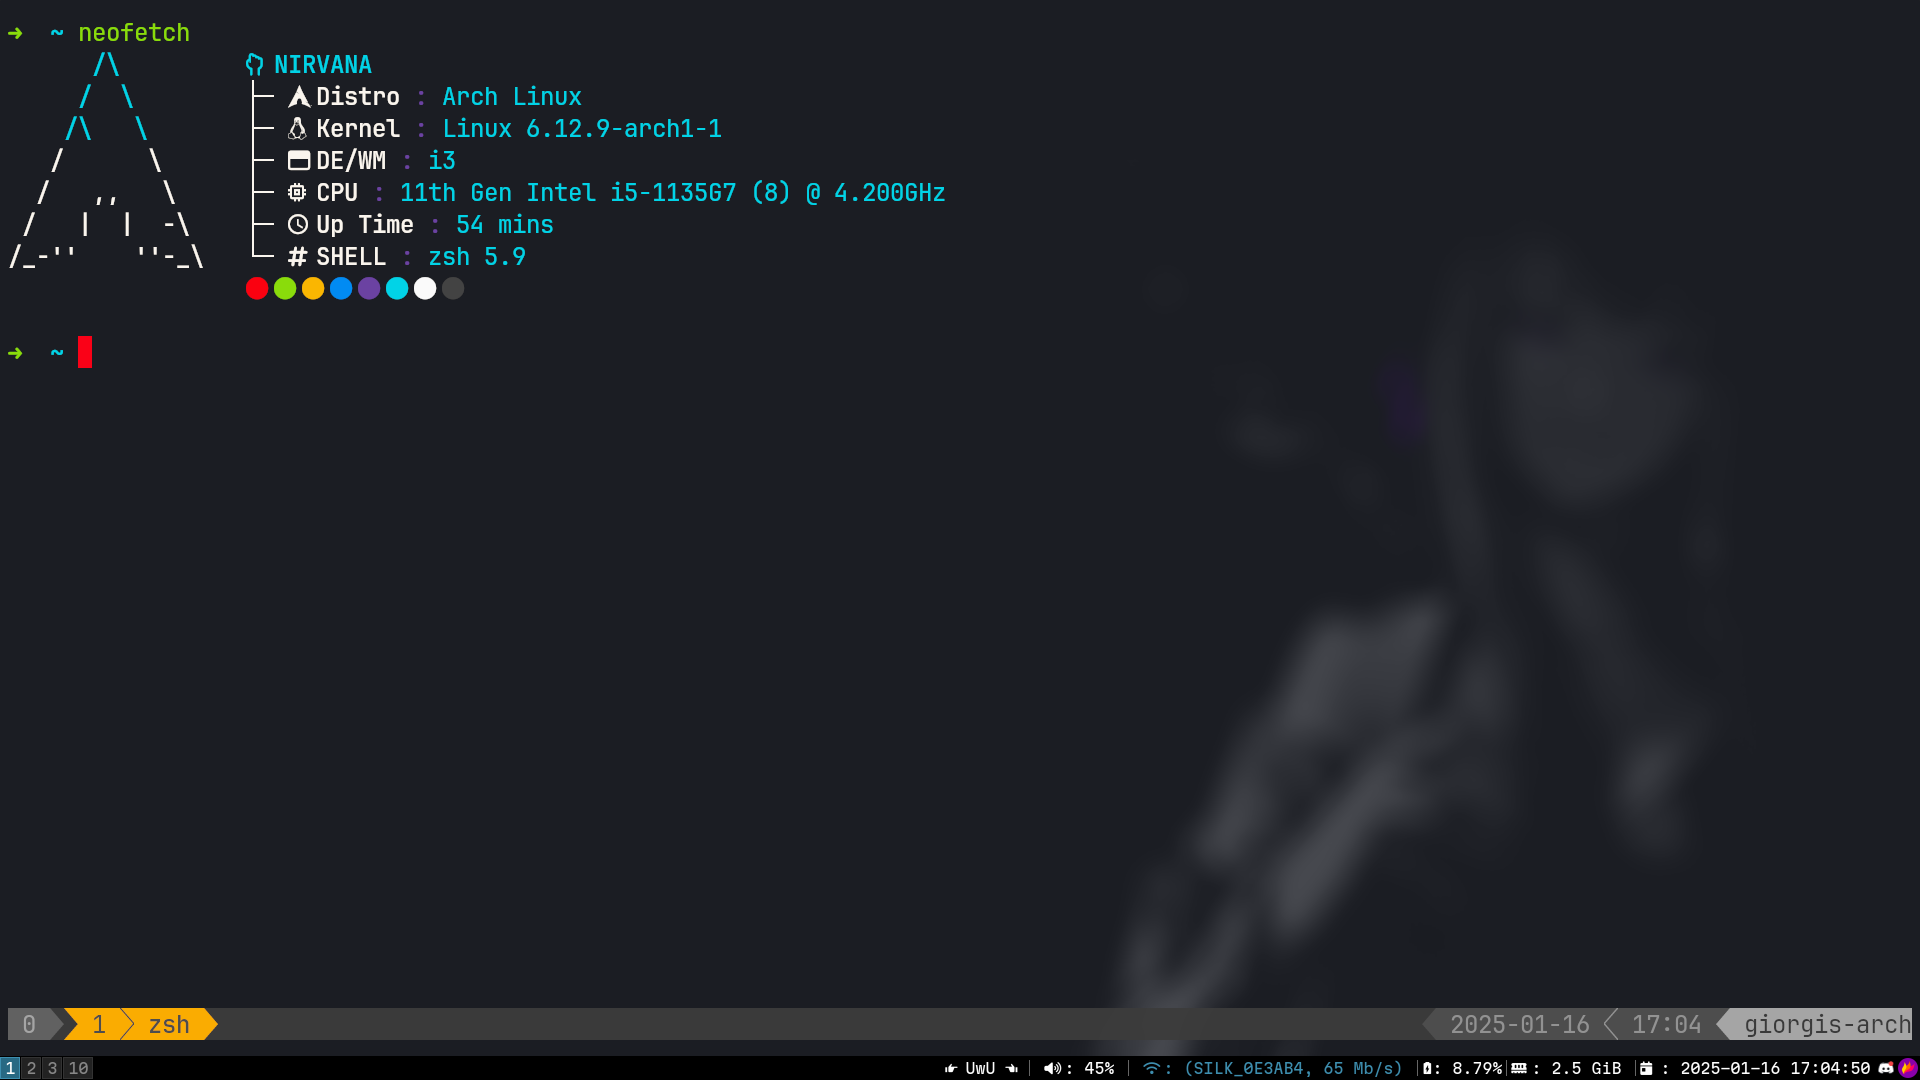 ➜ ~ neofetch
NIRVANA
Distro : Arch Linux
Kernel : Linux 6.12.9-arch1-1
DE/WM : i3
CPU : 11th Gen Intel i5-1135G7 (8) @ 4.200GHz
Up Time : 54 mins
# SHELL : zsh 5.9
➜ ~
0 1 zsh 2025-01-16 17:04 giorgis-arch
1 2 3 10 UwU | : 45% | : (SILK_0E3AB4, 65 Mb/s) | : 8.79% | : 2.5 GiB | : 2025-01-16 17:04:50